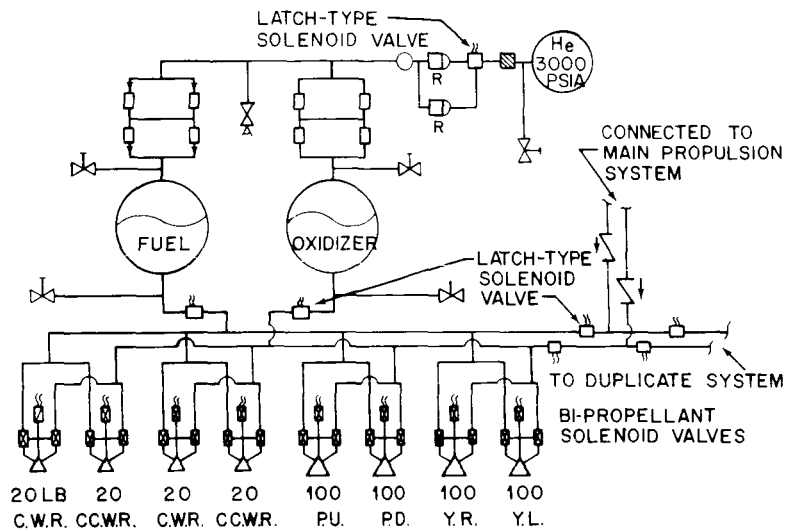 LATCH-TYPE
SOLENOID VALVE
He
3000
PSIA
R
R
CONNECTED TO
MAIN PROPULSION
SYSTEM
FUEL
OXIDIZER
LATCH-TYPE
SOLENOID
VALVE
TO DUPLICATE SYSTEM
BI-PROPELLANT
SOLENOID VALVES
20 LB 20 20 20 100 100 100 100
C.W.R. C.C.W.R. C.W.R. C.C.W.R. P.U. P.D. Y.R. Y.L.